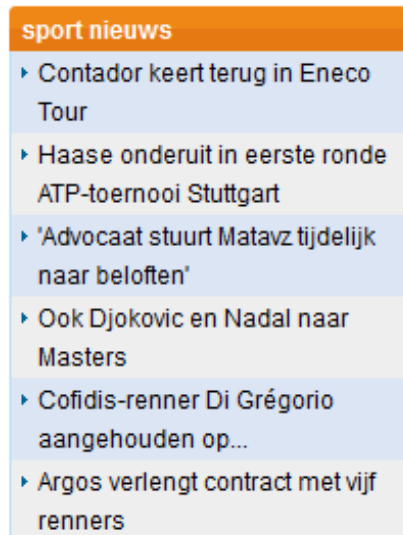 sport nieuws
Contador keert terug in Eneco
Tour
Haase onderuit in eerste ronde
ATP-toernooi Stuttgart
'Advocaat stuurt Matavz tijdelijk
naar beloften'
Ook Djokovic en Nadal naar
Masters
Cofidis-renner Di Grégorio
aangehouden op...
Argos verlengt contract met vijf
renners